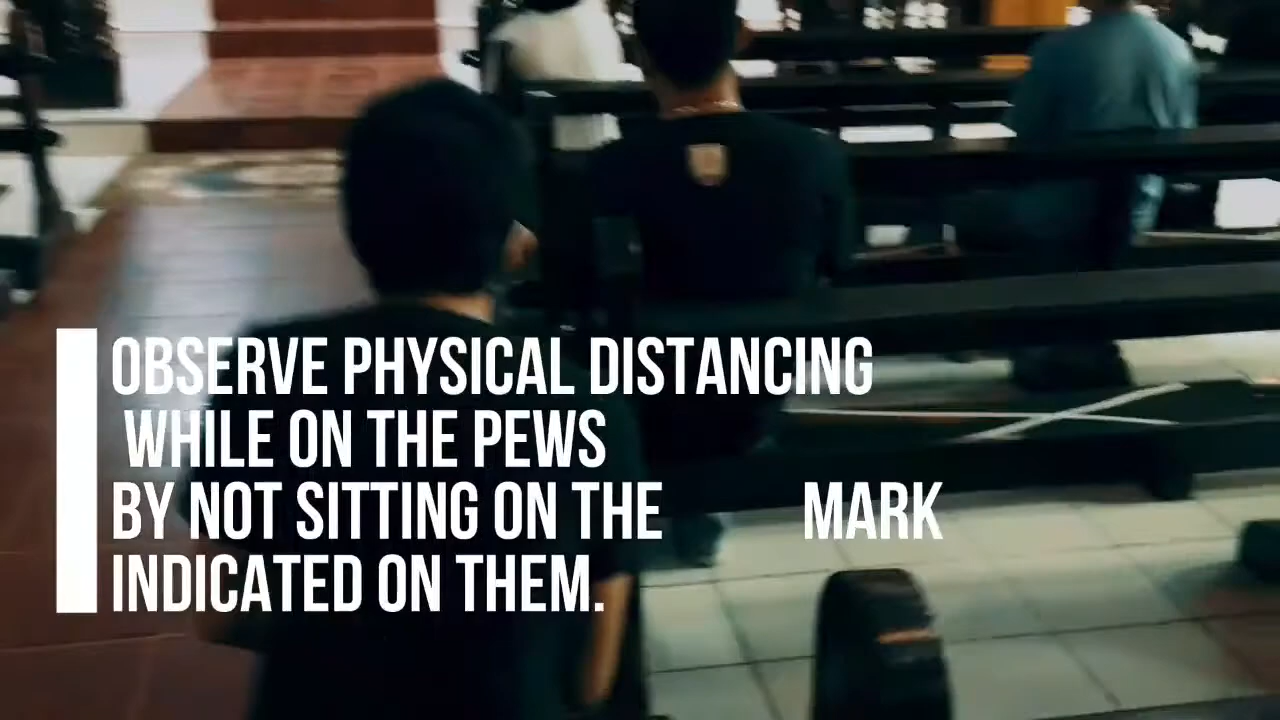 OBSERVE PHYSICAL DISTANCING
WHILE ON THE PEWS
BY NOT SITTING ON THE MARK
INDICATED ON THEM.